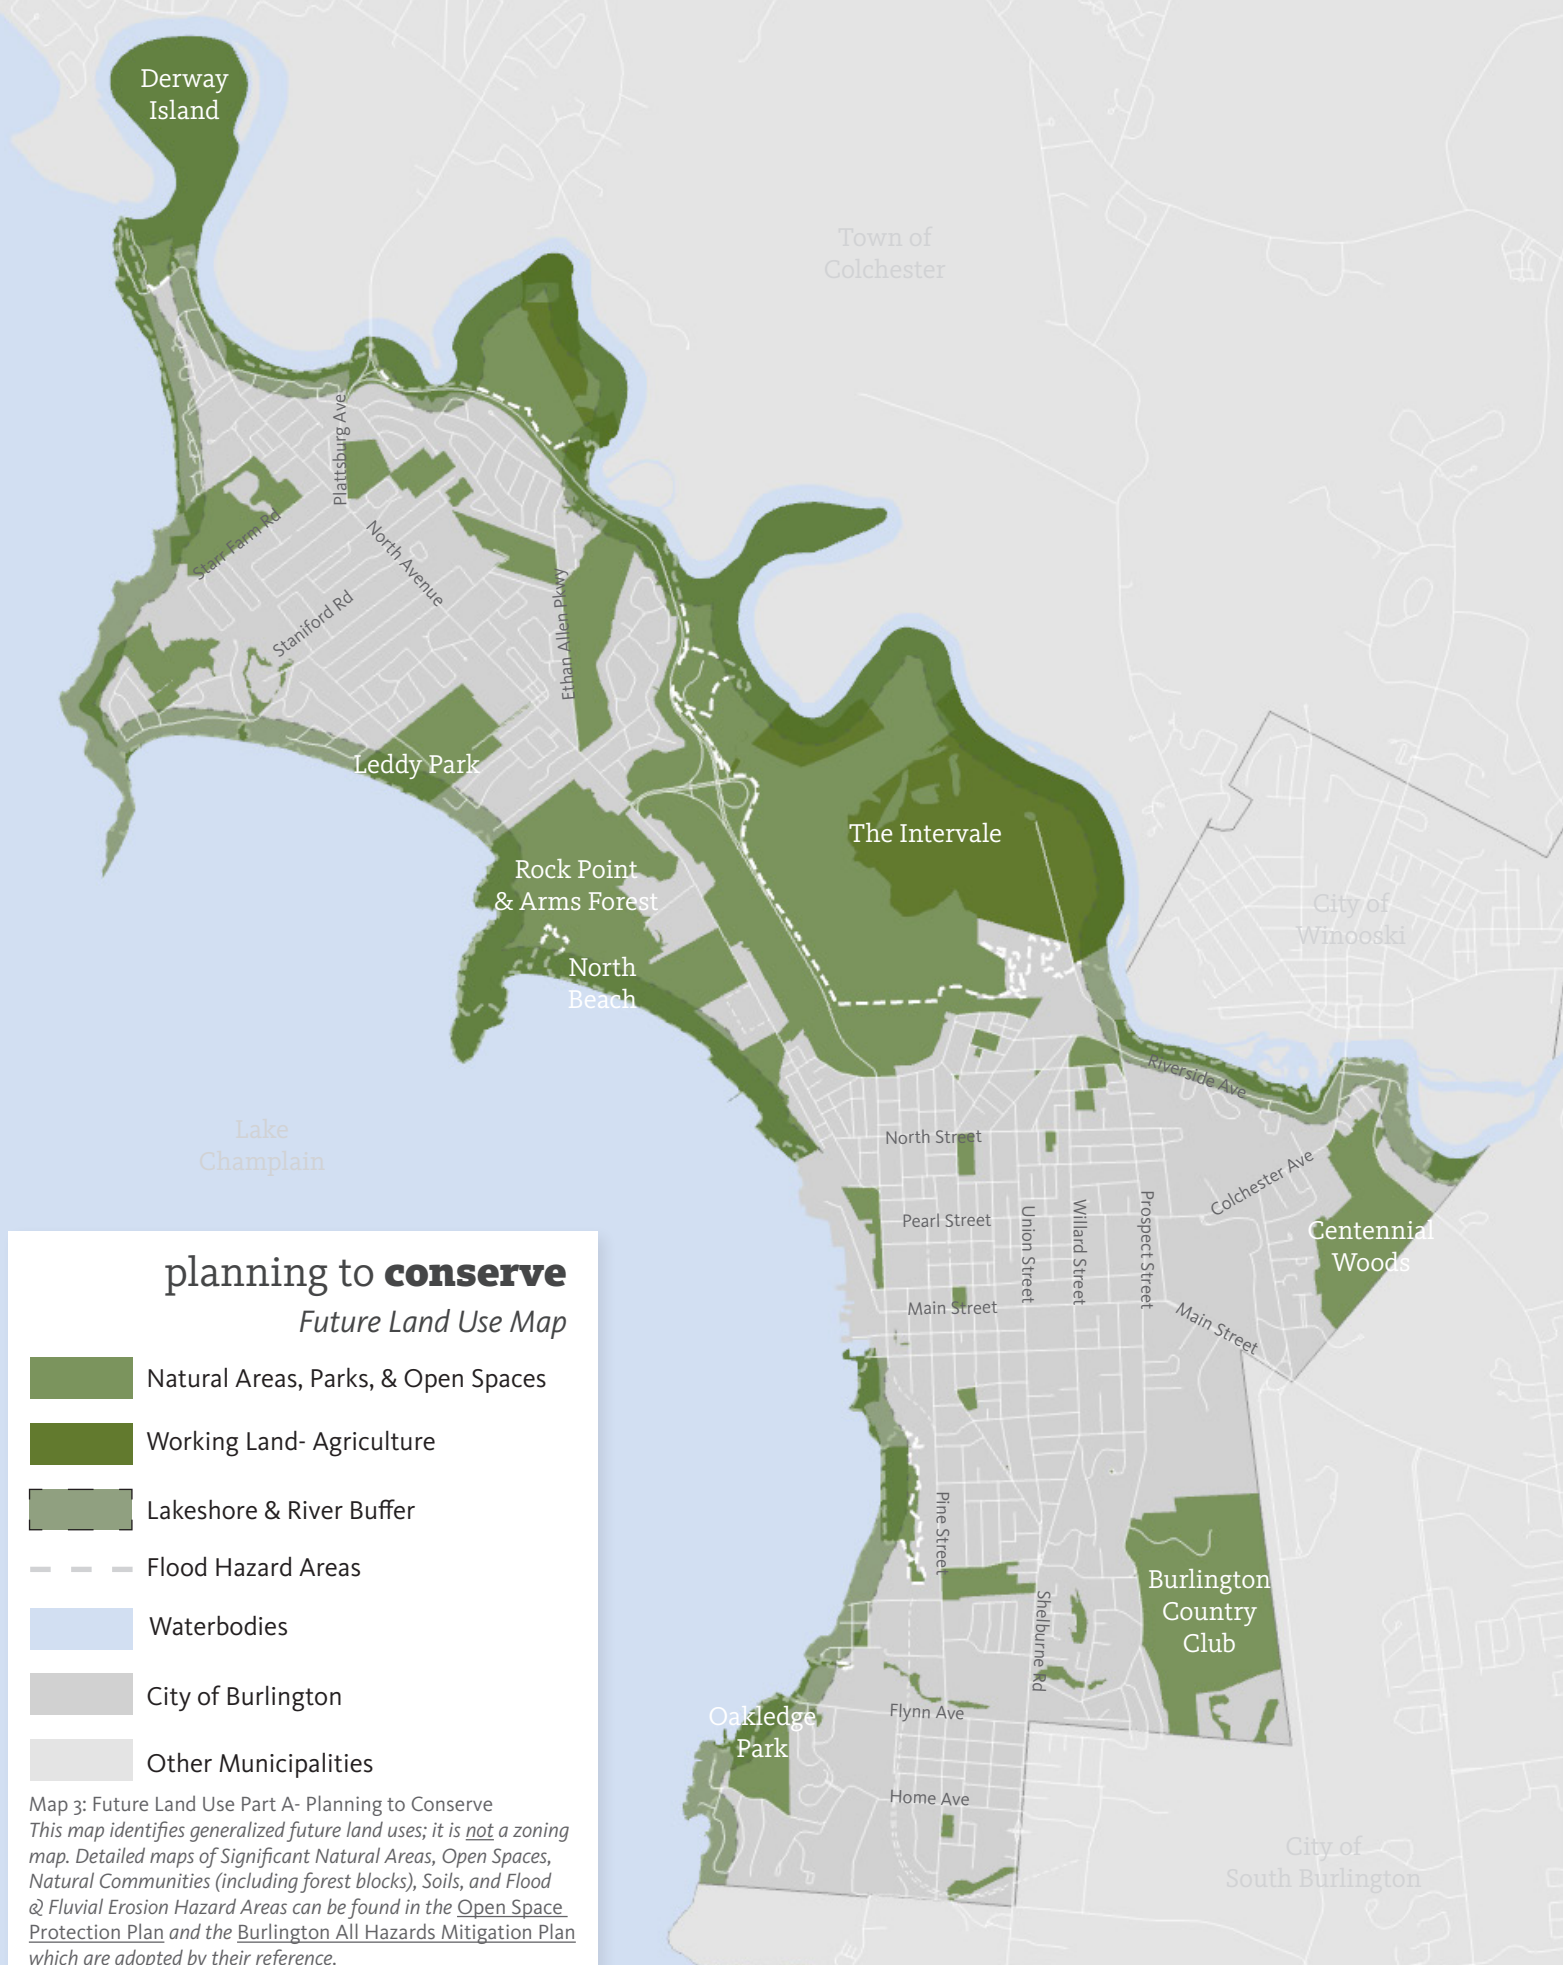 Derway
Island
Town of
Colchester
Plattsburg Ave
Starr Farm Rd
North Avenue
Staniford Rd
Ethan Allen Pkwy
Leddy Park
The Intervale
Rock Point
& Arms Forest
North
Beach
City of
Winooski
Riverside Ave
Lake
Champlain
North Street
Colchester Ave
Pearl Street
Union Street
Willard Street
Prospect Street
Centennial
Woods
Main Street
Main Street
Pine Street
Shelburne Rd
Burlington
Country
Club
Oakledge
Park
Flynn Ave
Home Ave
City of
South Burlington
planning to conserve
Future Land Use Map
Natural Areas, Parks, & Open Spaces
Working Land- Agriculture
Lakeshore & River Buffer
Flood Hazard Areas
Waterbodies
City of Burlington
Other Municipalities
Map 3: Future Land Use Part A- Planning to Conserve
This map identifies generalized future land uses; it is not a zoning
map. Detailed maps of Significant Natural Areas, Open Spaces,
Natural Communities (including forest blocks), Soils, and Flood
& Fluvial Erosion Hazard Areas can be found in the Open Space
Protection Plan and the Burlington All Hazards Mitigation Plan
which are adopted by their reference.